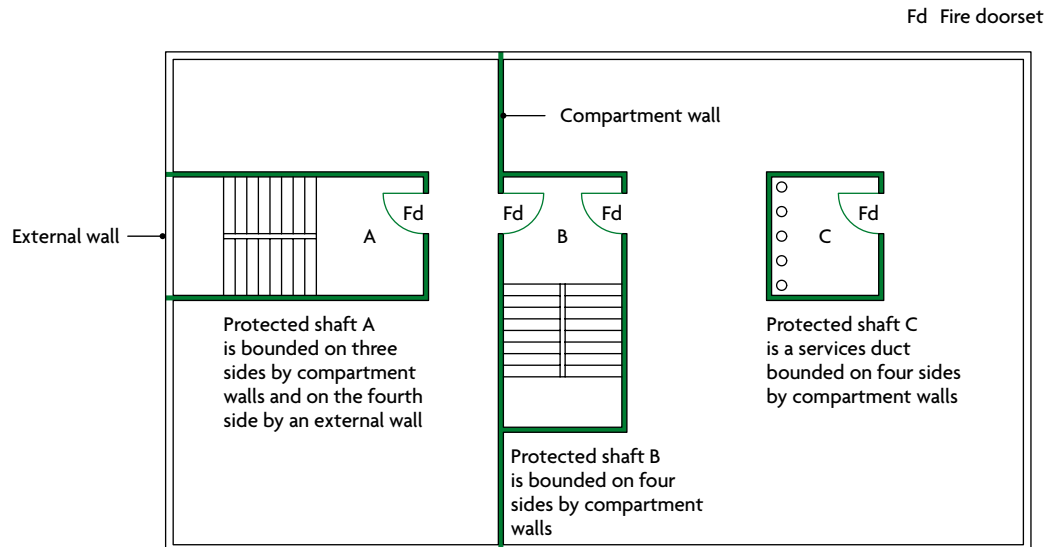 Fd Fire doorset
Compartment wall
Fd
Fd
Fd
Fd
External wall
A
B
C
Protected shaft A
is bounded on three
sides by compartment
walls and on the fourth
side by an external wall
Protected shaft C
is a services duct
bounded on four sides
by compartment walls
Protected shaft B
is bounded on four
sides by compartment
walls